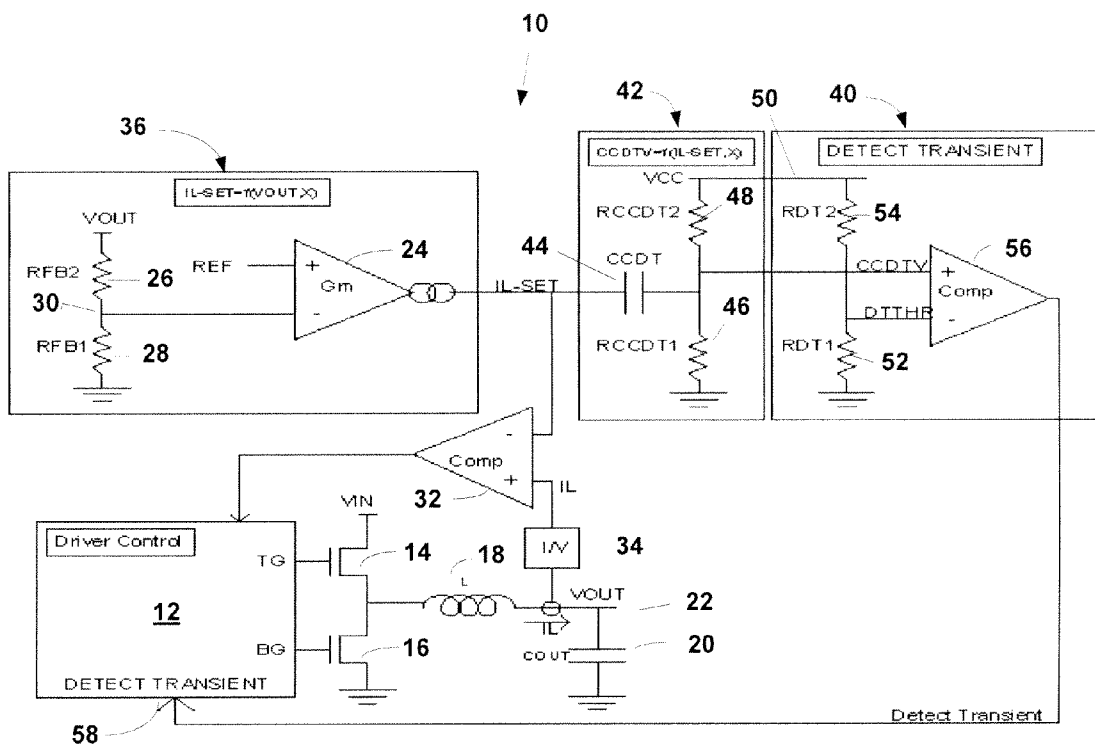 10
42
50
40
36
CCDTV=f(IL-SET,X)
DETECT TRANSIENT
IL-SET=f(VOUT,X)
VCC
VOUT
RCCDT2
48
RDT2
54
24
44
CCDT
56
RFB2
26
REF
+
Gm
-
IL-SET
CCDTV
+
Comp
-
30
46
DTTHR
RFB1
28
RCCDT1
RDT1
52
-
Comp
+
32
IL
VIN
Driver Control
I/V
34
TG
14
18
L
12
VOUT
22
IL
BG
16
COUT
20
DETECT TRANSIENT
58
Detect Transient